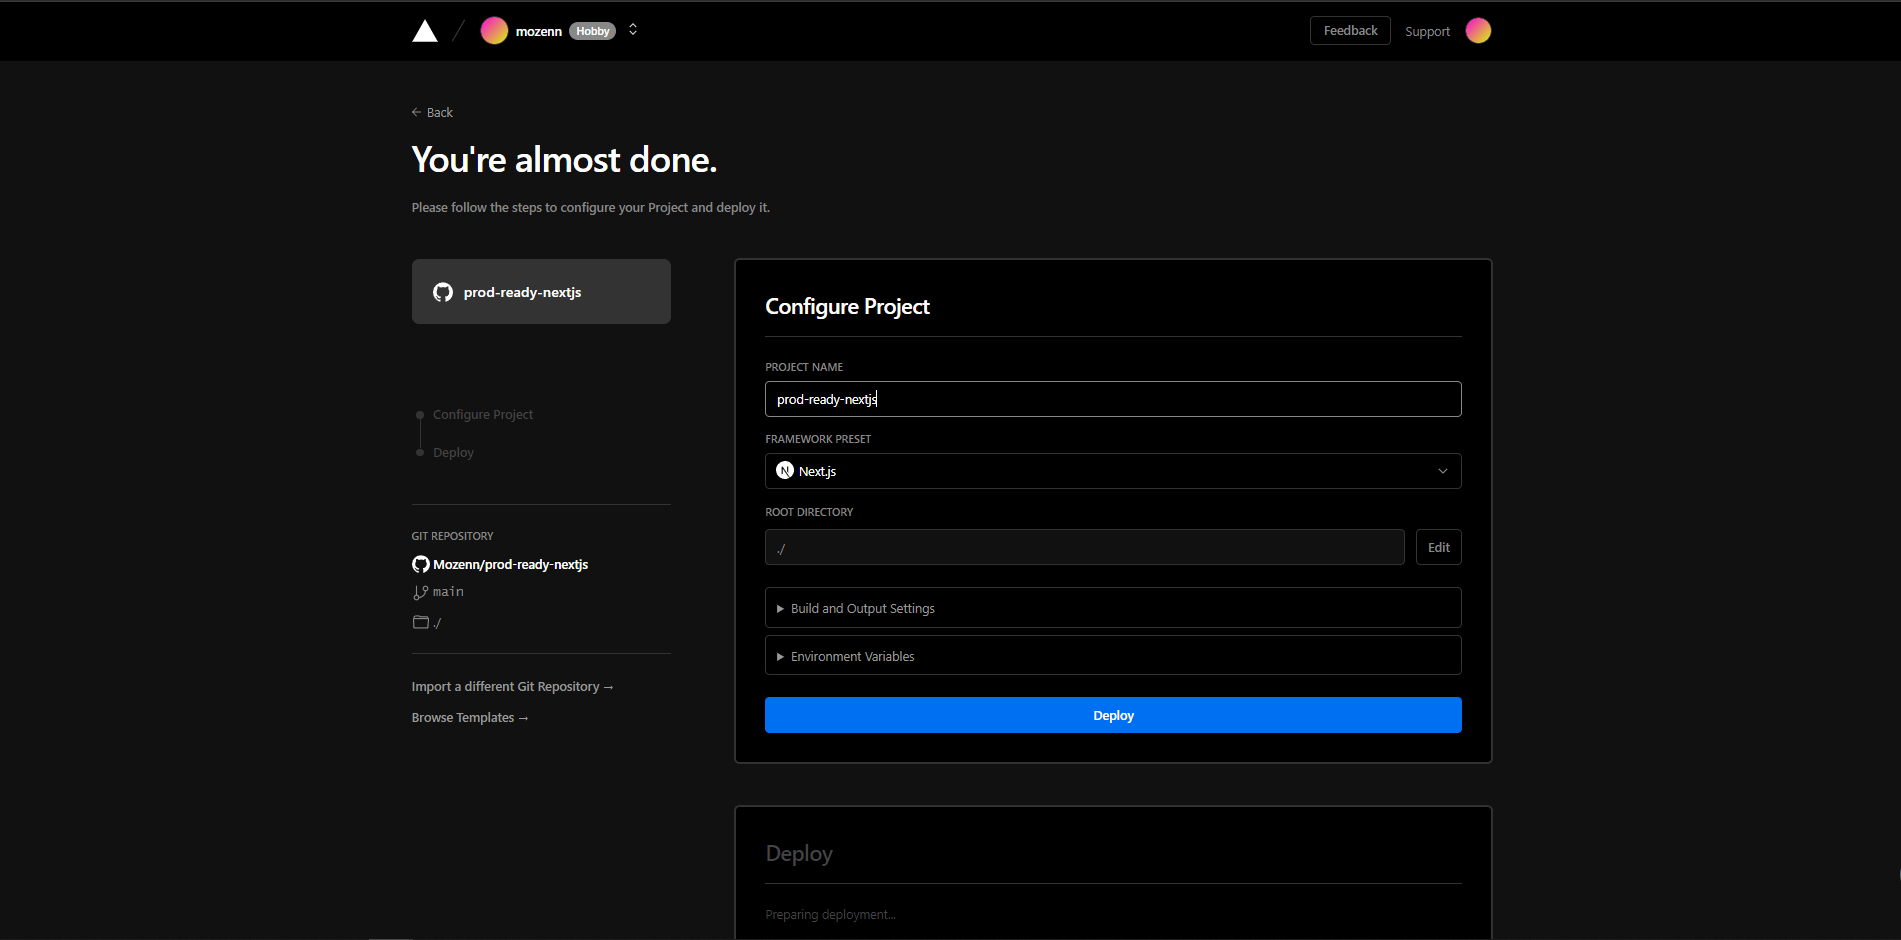 mozenn Hobby
Feedback Support
← Back
You're almost done.
Please follow the steps to configure your Project and deploy it.
prod-ready-nextjs
Configure Project
Deploy
GIT REPOSITORY
Mozenn/prod-ready-nextjs
main
./
Import a different Git Repository →
Browse Templates →
Configure Project
PROJECT NAME
prod-ready-nextjs
FRAMEWORK PRESET
N Next.js
ROOT DIRECTORY
./ Edit
Build and Output Settings
Environment Variables
Deploy
Deploy
Preparing deployment...